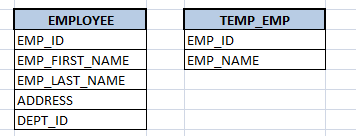 EMPLOYEE
EMP_ID
EMP_FIRST_NAME
EMP_LAST_NAME
ADDRESS
DEPT_ID
TEMP_EMP
EMP_ID
EMP_NAME